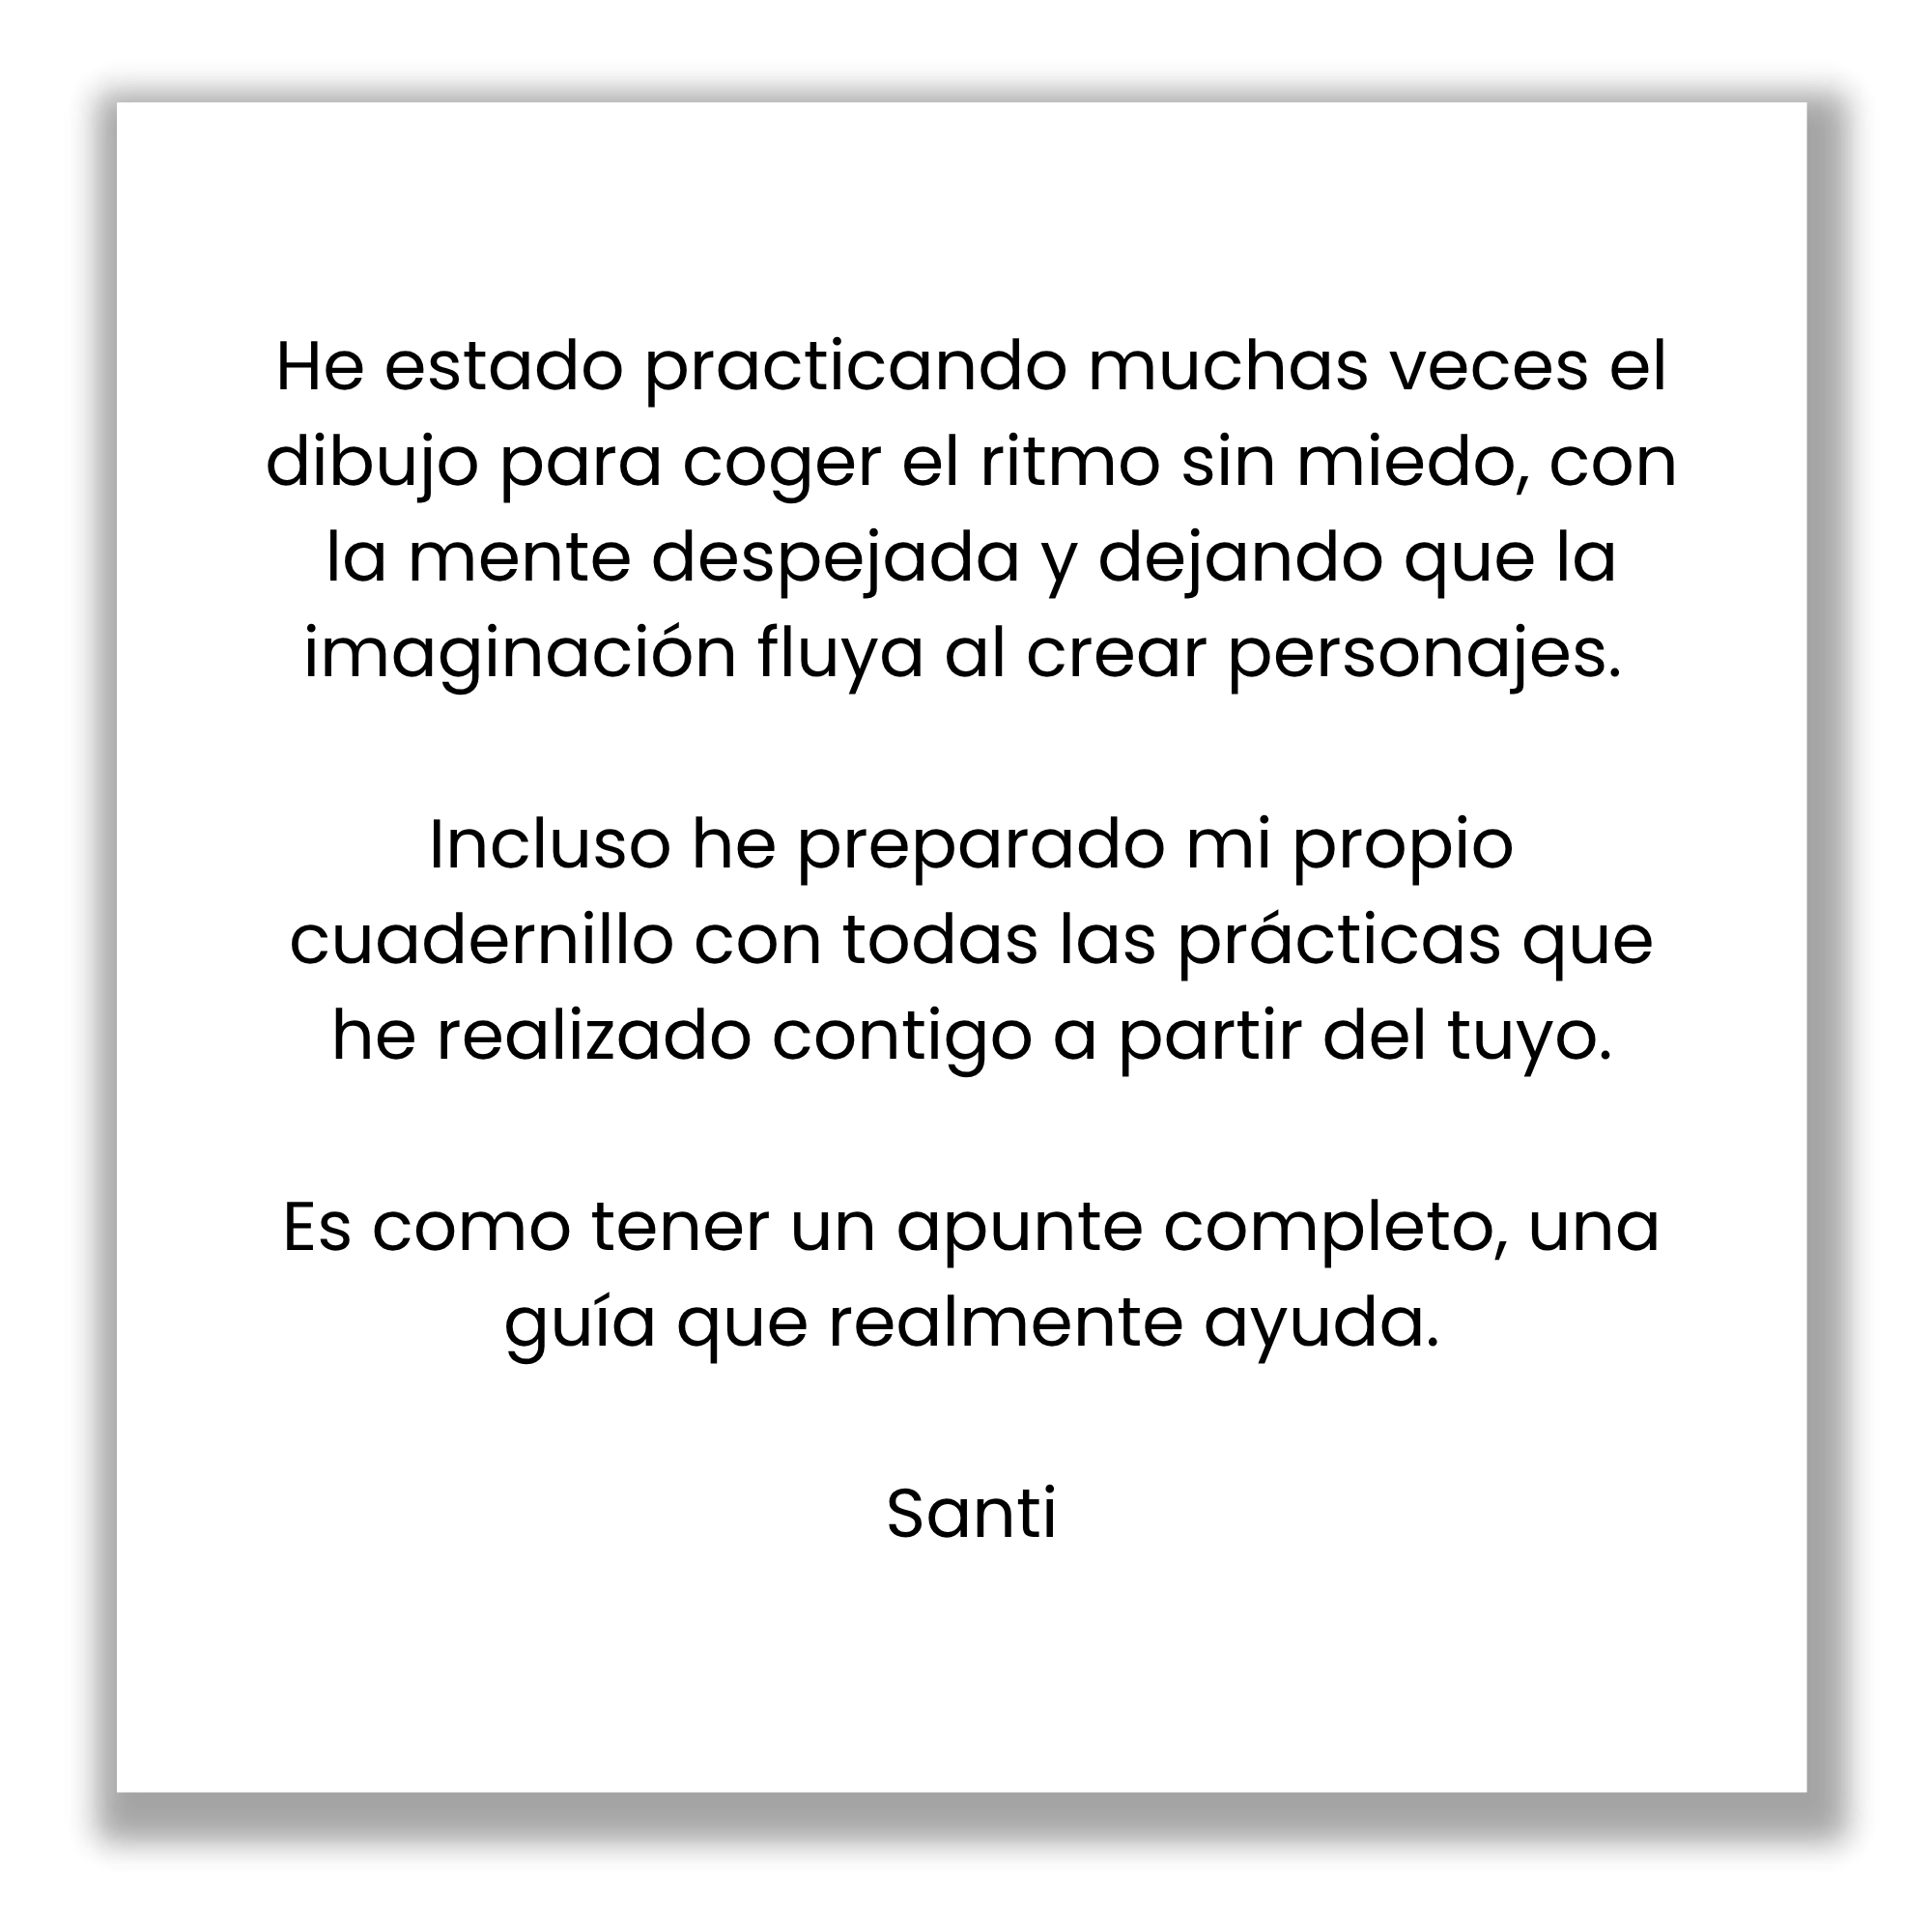 He estado practicando muchas veces el
dibujo para coger el ritmo sin miedo, con
la mente despejada y dejando que la
imaginación fluya al crear personajes.
Incluso he preparado mi propio
cuadernillo con todas las prácticas que
he realizado contigo a partir del tuyo.
Es como tener un apunte completo, una
guía que realmente ayuda.
Santi